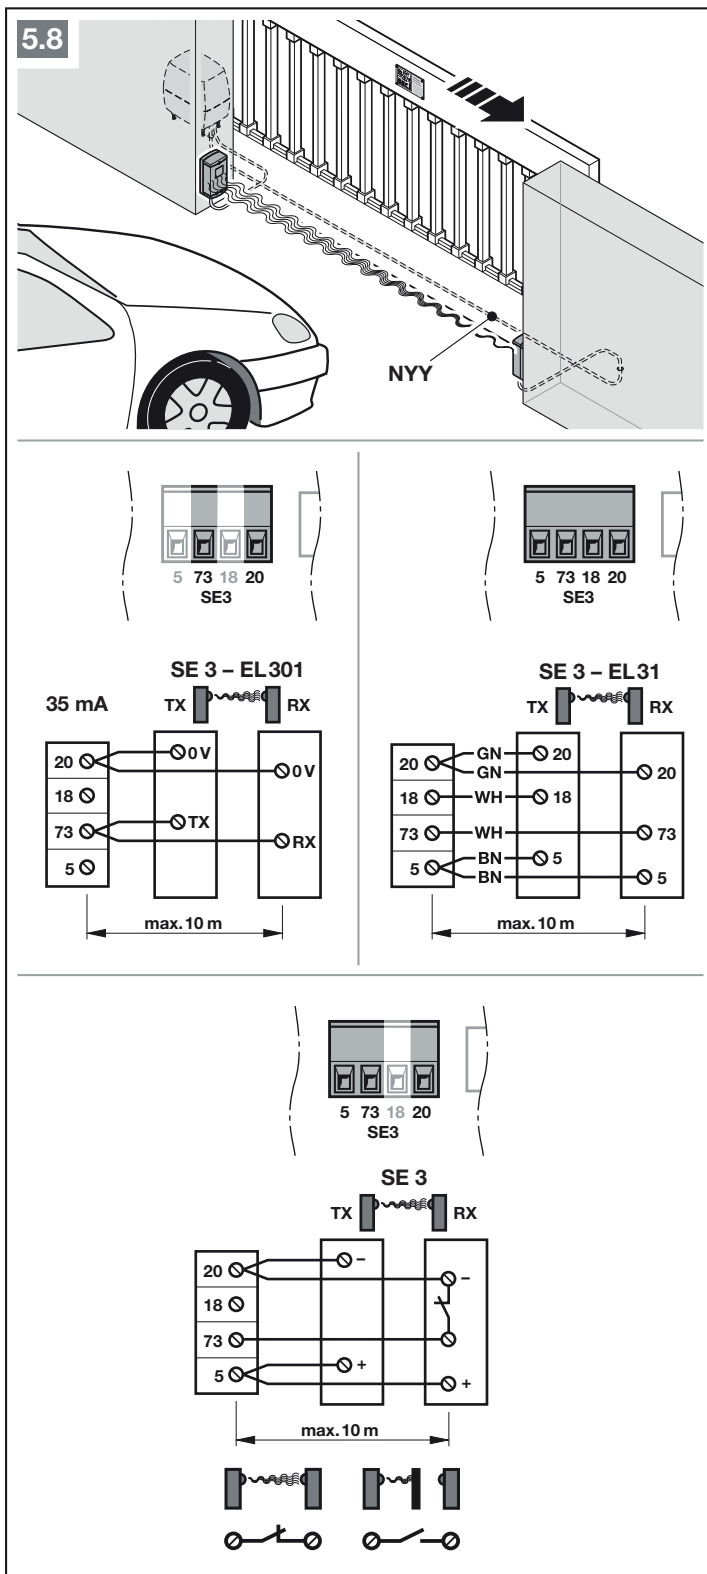 5.8
NYY
5 73 18 20
SE3
SE 3 – EL301
35 mA
TX RX
20 0 V
0 V
18
73 TX
RX
5
max. 10 m
5 73 18 20
SE3
SE 3 – EL31
TX RX
20 GN 20
GN 20
18 WH 18
73 WH 73
5 BN 5
BN 5
max. 10 m
5 73 18 20
SE3
SE 3
TX RX
20 –
–
18
73
5 +
+
max. 10 m